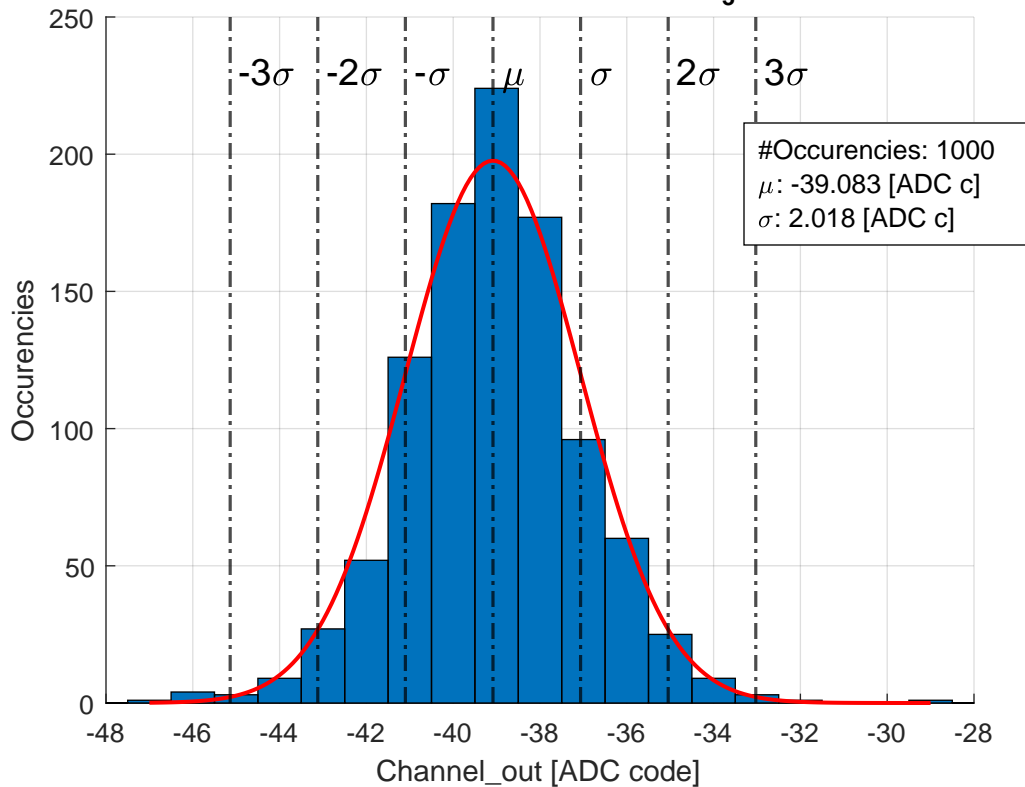 g
250
200
150
100
50
0
-3σ -2σ -σ μ σ 2σ 3σ
#Occurencies: 1000
μ: -39.083 [ADC c]
σ: 2.018 [ADC c]
Occurencies
-48 -46 -44 -42 -40 -38 -36 -34 -32 -30 -28
Channel_out [ADC code]